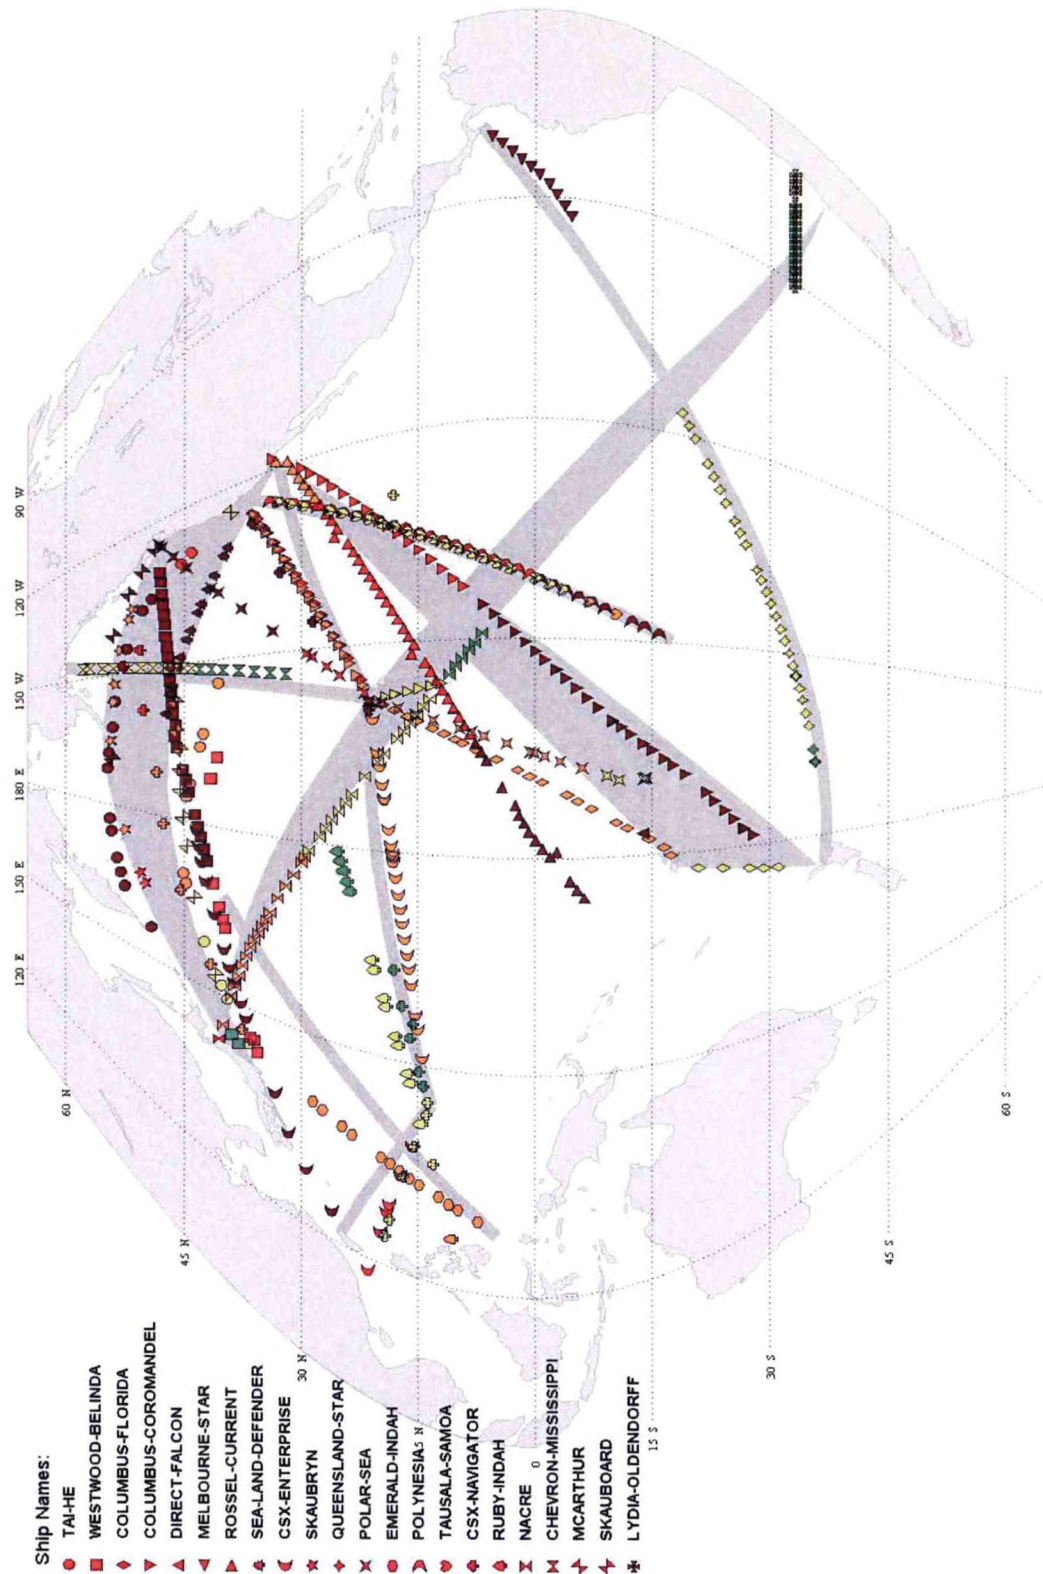 Ship Names:
TAI-HE
WESTWOOD-BELINDA
COLUMBUS-FLORIDA
COLUMBUS-COROMANDEL
DIRECT-FALCON
MELBOURNE-STAR
ROSSEL-CURRENT
SEA-LAND-DEFENDER
CSX-ENTERPRISE
SKAUBRYN
QUEENSLAND-STAR
POLAR-SEA
EMERALD-INDAH
POLYNESIA
TAUSALA-SAMOA
CSX-NAVIGATOR
RUBY-INDAH
NACRE
CHEVRON-MISSISSIPPI
MCARTHUR
SKAUBOARD
LYDIA-OLDENDORFF
120 E
150 E
180 E
150 W
120 W
90 W
60 N
45 N
30 N
5 N
0
15 S
30 S
45 S
60 S